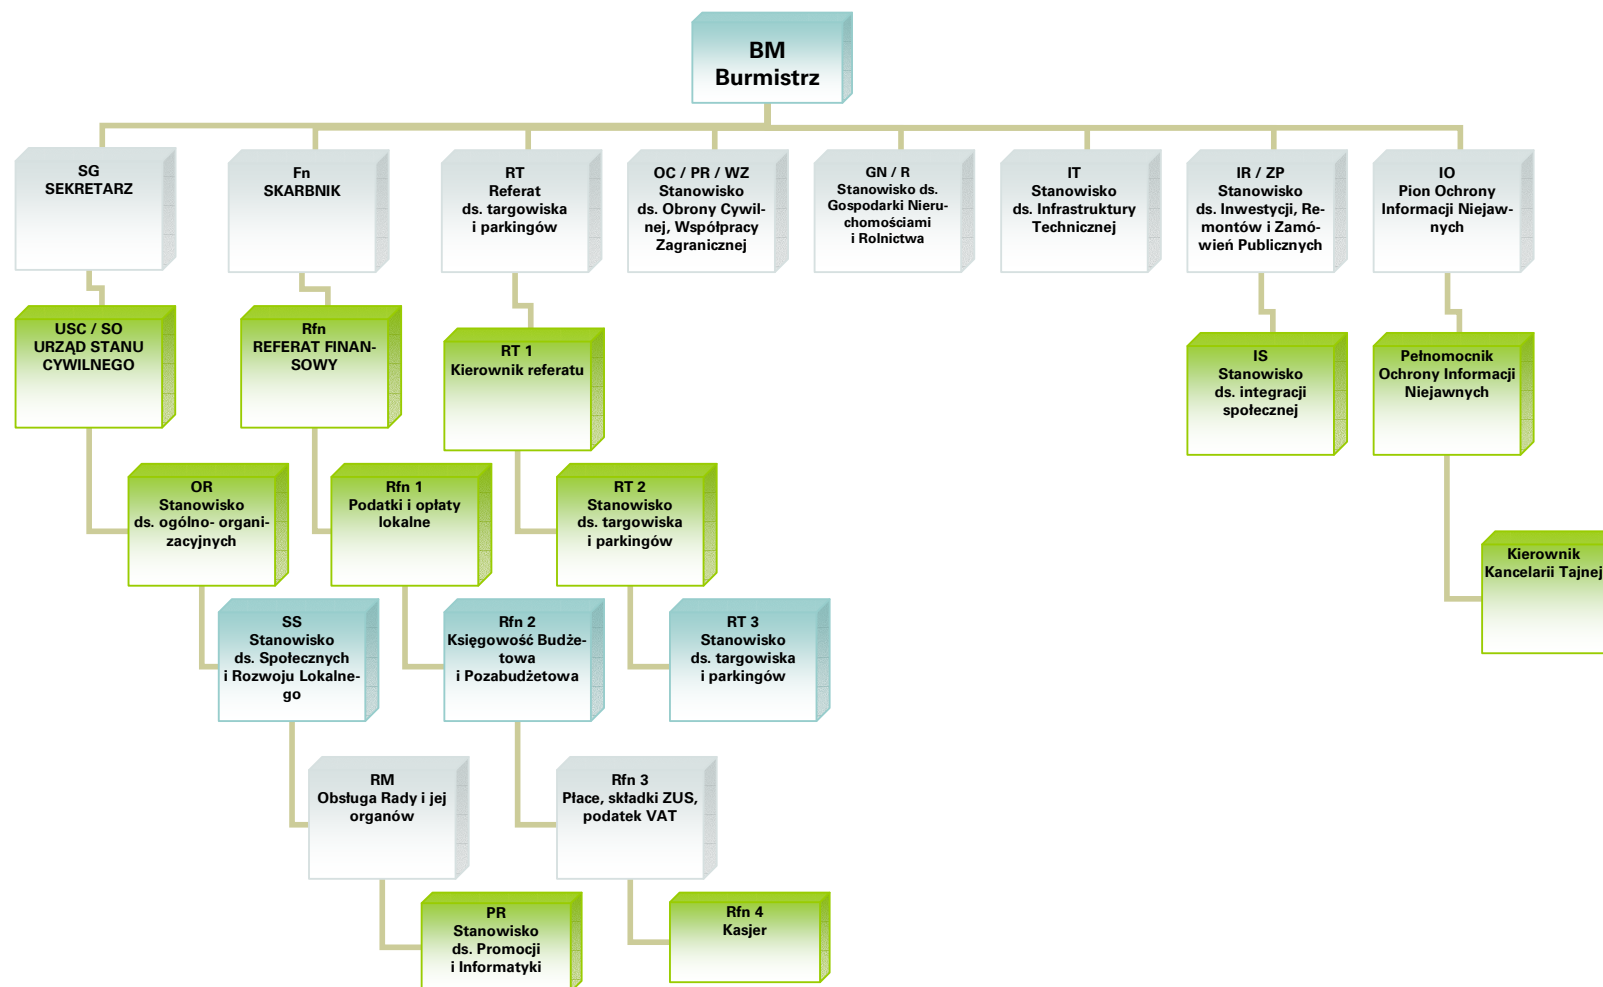 BM
Burmistrz
SG
SEKRETARZ
Fn
SKARBNIK
RT
Referat
ds. targowiska
i parkingów
OC / PR / WZ
Stanowisko
ds. Obrony Cywil-
nej, Współpracy
Zagranicznej
GN / R
Stanowisko ds.
Gospodarki Nieru-
chomościami
i Rolnictwa
IT
Stanowisko
ds. Infrastruktury
Technicznej
IR / ZP
Stanowisko
ds. Inwestycji, Re-
montów i Zamó-
wień Publicznych
IO
Pion Ochrony
Informacji Niejaw-
nych
USC / SO
URZĄD STANU
CYWILNEGO
Rfn
REFERAT FINAN-
SOWY
RT 1
Kierownik referatu
IS
Stanowisko
ds. integracji
społecznej
Pełnomocnik
Ochrony Informacji
Niejawnych
OR
Stanowisko
ds. ogólno- organi-
zacyjnych
Rfn 1
Podatki i opłaty
lokalne
RT 2
Stanowisko
ds. targowiska
i parkingów
Kierownik
Kancelarii Tajnej
SS
Stanowisko
ds. Społecznych
i Rozwoju Lokalne-
go
Rfn 2
Księgowość Budże-
towa
i Pozabudżetowa
RT 3
Stanowisko
ds. targowiska
i parkingów
RM
Obsługa Rady i jej
organów
Rfn 3
Płace, składki ZUS,
podatek VAT
PR
Stanowisko
ds. Promocji
i Informatyki
Rfn 4
Kasjer